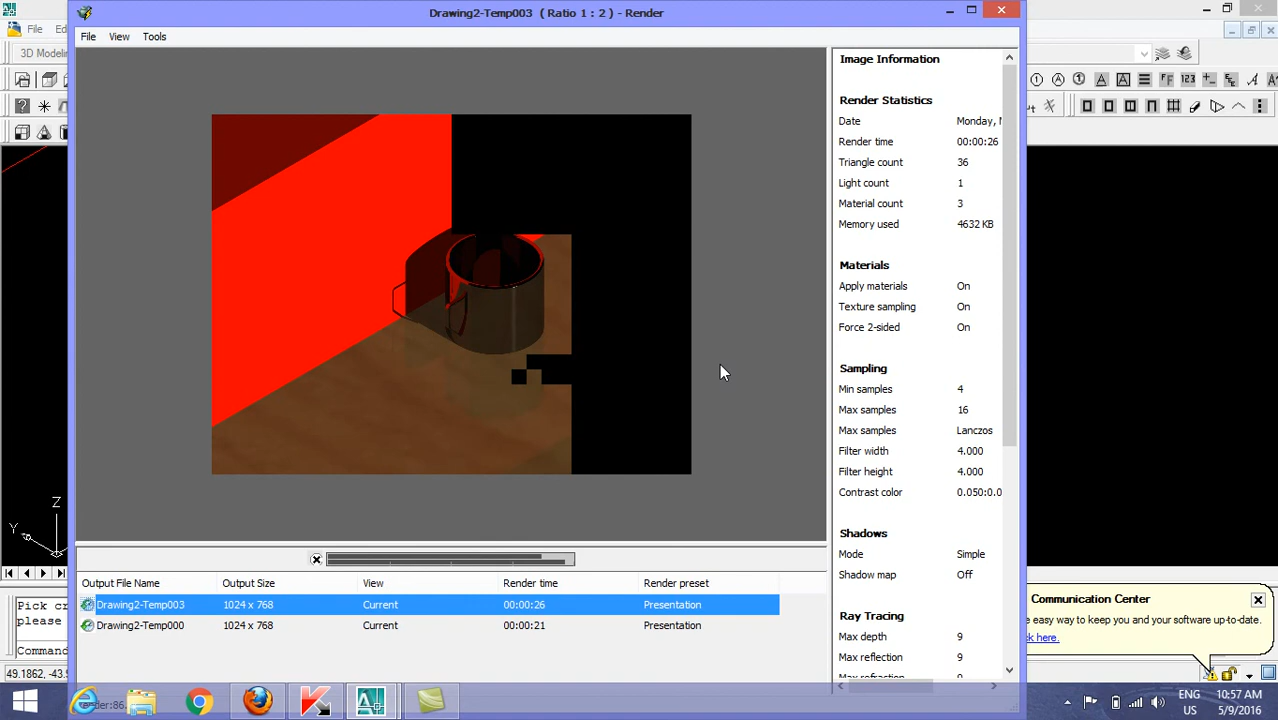 Drawing2-Temp003 ( Ratio 1 : 2 ) - Render
File View Tools
File
3D Modelin
Image Information
Render Statistics
Date Monday,
Render time 00:00:26
Triangle count 36
Light count 1
Material count 3
Memory used 4632 KB
Materials
Apply materials On
Texture sampling On
Force 2-sided On
Sampling
Min samples 4
Max samples 16
Max samples Lanczos
Filter width 4.000
Filter height 4.000
Contrast color 0.050:0.0
Shadows
Mode Simple
Shadow map Off
Ray Tracing
Max depth 9
Max reflection 9
Z
Y
Output File Name Output Size View Render time Render preset
Drawing2-Temp003 1024 x 768 Current 00:00:26 Presentation
Drawing2-Temp000 1024 x 768 Current 00:00:21 Presentation
Pick cr
please
Command
49.1862, -43.9
Communication Center
e easy way to keep you and your software up-to-date.
ck here.
ENG
US
10:57 AM
5/9/2016